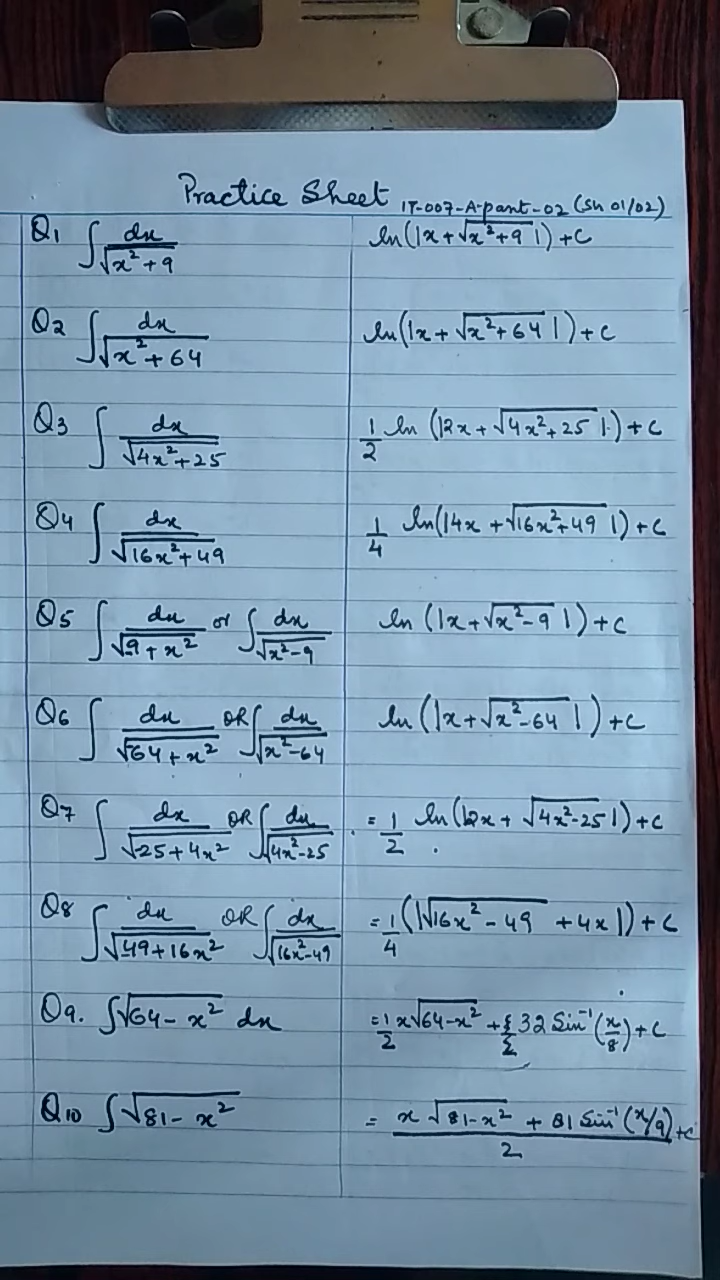 Practice Sheet IT-007-A-pant-02 (Sh 01/02)
Q1 ∫ dx/√(x²+9) ln(|x+√(x²+9)|)+C
Q2 ∫ dx/√(x²+64) ln(|x+√(x²+64)|)+C
Q3 ∫ dx/√(4x²+25) 1/2 ln (|2x+√(4x²+25)|)+C
Q4 ∫ dx/√(16x²+49) 1/4 ln(|4x+√(16x²+49)|)+C
Q5 ∫ dx/√(9+x²) or ∫ dx/√(x²-9) ln (|x+√(x²-9)|)+C
Q6 ∫ dx/√(64+x²) OR ∫ dx/√(x²-64) ln (|x+√(x²-64)|)+C
Q7 ∫ dx/√(25+4x²) OR ∫ dx/√(4x²-25) = 1/2 ln (|2x+√(4x²-25)|)+C
Q8 ∫ dx/√(49+16x²) OR ∫ dx/√(16x²-49) = 1/4 (|√(16x²-49)+4x|)+C
Q9. ∫√(64-x²) dx = 1/2 x√(64-x²) + 32 Sin⁻¹(x/8)+C
Q10 ∫√(81-x²) = (x√(81-x²) + 81 Sin⁻¹(x/9))/2 +C